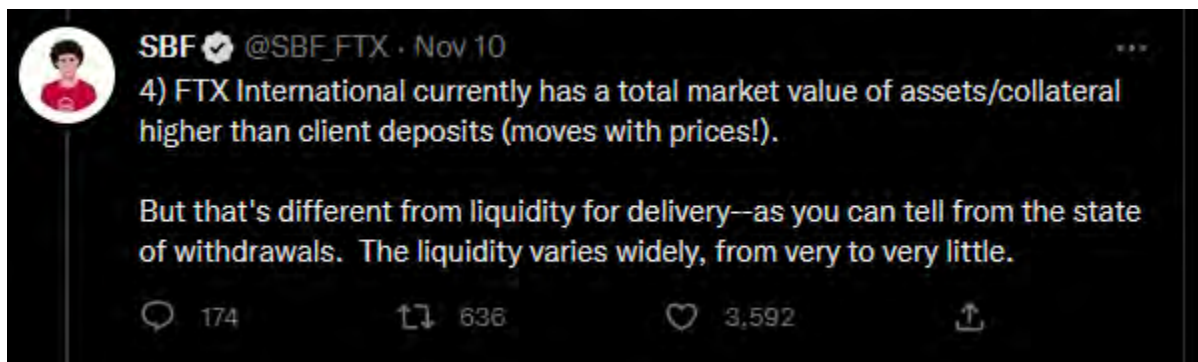 SBF @SBF_FTX · Nov 10
4) FTX International currently has a total market value of assets/collateral
higher than client deposits (moves with prices!).
But that's different from liquidity for delivery--as you can tell from the state
of withdrawals.  The liquidity varies widely, from very to very little.
174 636 3,592